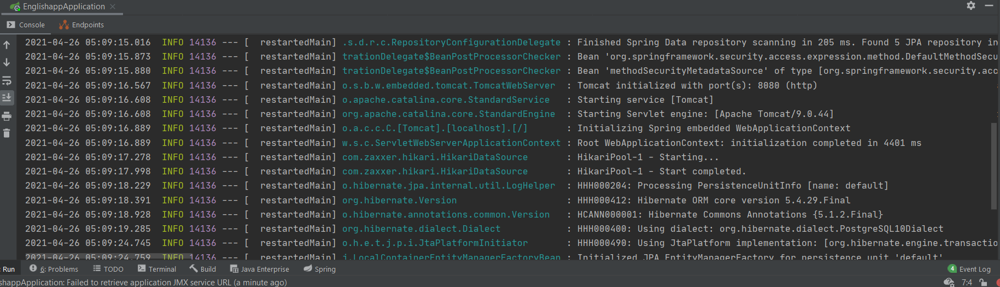 EnglishappApplication
Console Endpoints
2021-04-26 05:09:15.016 INFO 14136 --- [ restartedMain] .s.d.r.c.RepositoryConfigurationDelegate : Finished Spring Data repository scanning in 205 ms. Found 5 JPA repository in
2021-04-26 05:09:15.873 INFO 14136 --- [ restartedMain] trationDelegate$BeanPostProcessorChecker : Bean 'org.springframework.security.access.expression.method.DefaultMethodSecu
2021-04-26 05:09:15.880 INFO 14136 --- [ restartedMain] trationDelegate$BeanPostProcessorChecker : Bean 'methodSecurityMetadataSource' of type [org.springframework.security.acc
2021-04-26 05:09:16.567 INFO 14136 --- [ restartedMain] o.s.b.w.embedded.tomcat.TomcatWebServer : Tomcat initialized with port(s): 8080 (http)
2021-04-26 05:09:16.608 INFO 14136 --- [ restartedMain] o.apache.catalina.core.StandardService : Starting service [Tomcat]
2021-04-26 05:09:16.608 INFO 14136 --- [ restartedMain] org.apache.catalina.core.StandardEngine : Starting Servlet engine: [Apache Tomcat/9.0.44]
2021-04-26 05:09:16.889 INFO 14136 --- [ restartedMain] o.a.c.c.C.[Tomcat].[localhost].[/] : Initializing Spring embedded WebApplicationContext
2021-04-26 05:09:16.889 INFO 14136 --- [ restartedMain] w.s.c.ServletWebServerApplicationContext : Root WebApplicationContext: initialization completed in 4401 ms
2021-04-26 05:09:17.278 INFO 14136 --- [ restartedMain] com.zaxxer.hikari.HikariDataSource : HikariPool-1 - Starting...
2021-04-26 05:09:17.998 INFO 14136 --- [ restartedMain] com.zaxxer.hikari.HikariDataSource : HikariPool-1 - Start completed.
2021-04-26 05:09:18.229 INFO 14136 --- [ restartedMain] o.hibernate.jpa.internal.util.LogHelper : HHH000204: Processing PersistenceUnitInfo [name: default]
2021-04-26 05:09:18.391 INFO 14136 --- [ restartedMain] org.hibernate.Version : HHH000412: Hibernate ORM core version 5.4.29.Final
2021-04-26 05:09:18.928 INFO 14136 --- [ restartedMain] o.hibernate.annotations.common.Version : HCANN000001: Hibernate Commons Annotations {5.1.2.Final}
2021-04-26 05:09:19.285 INFO 14136 --- [ restartedMain] org.hibernate.dialect.Dialect : HHH000400: Using dialect: org.hibernate.dialect.PostgreSQL10Dialect
2021-04-26 05:09:24.745 INFO 14136 --- [ restartedMain] o.h.e.t.j.p.i.JtaPlatformInitiator : HHH000490: Using JtaPlatform implementation: [org.hibernate.engine.transactio
2021-04-26 05:09:24.759 INFO 14136 --- [ restartedMain] j.LocalContainerEntityManagerFactoryBean : Initialized JPA EntityManagerFactory for persistence unit 'default'
: Run 6: Problems TODO Terminal Build Java Enterprise Spring 4 Event Log
shappApplication: Failed to retrieve application JMX service URL (a minute ago) 7:4